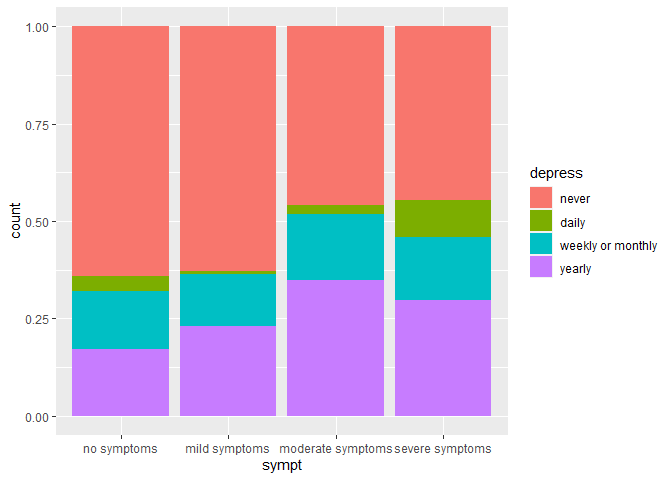 1.00
0.75
0.50
0.25
0.00
count
no symptoms
mild symptoms
moderate symptoms
severe symptoms
sympt
depress
never
daily
weekly or monthly
yearly